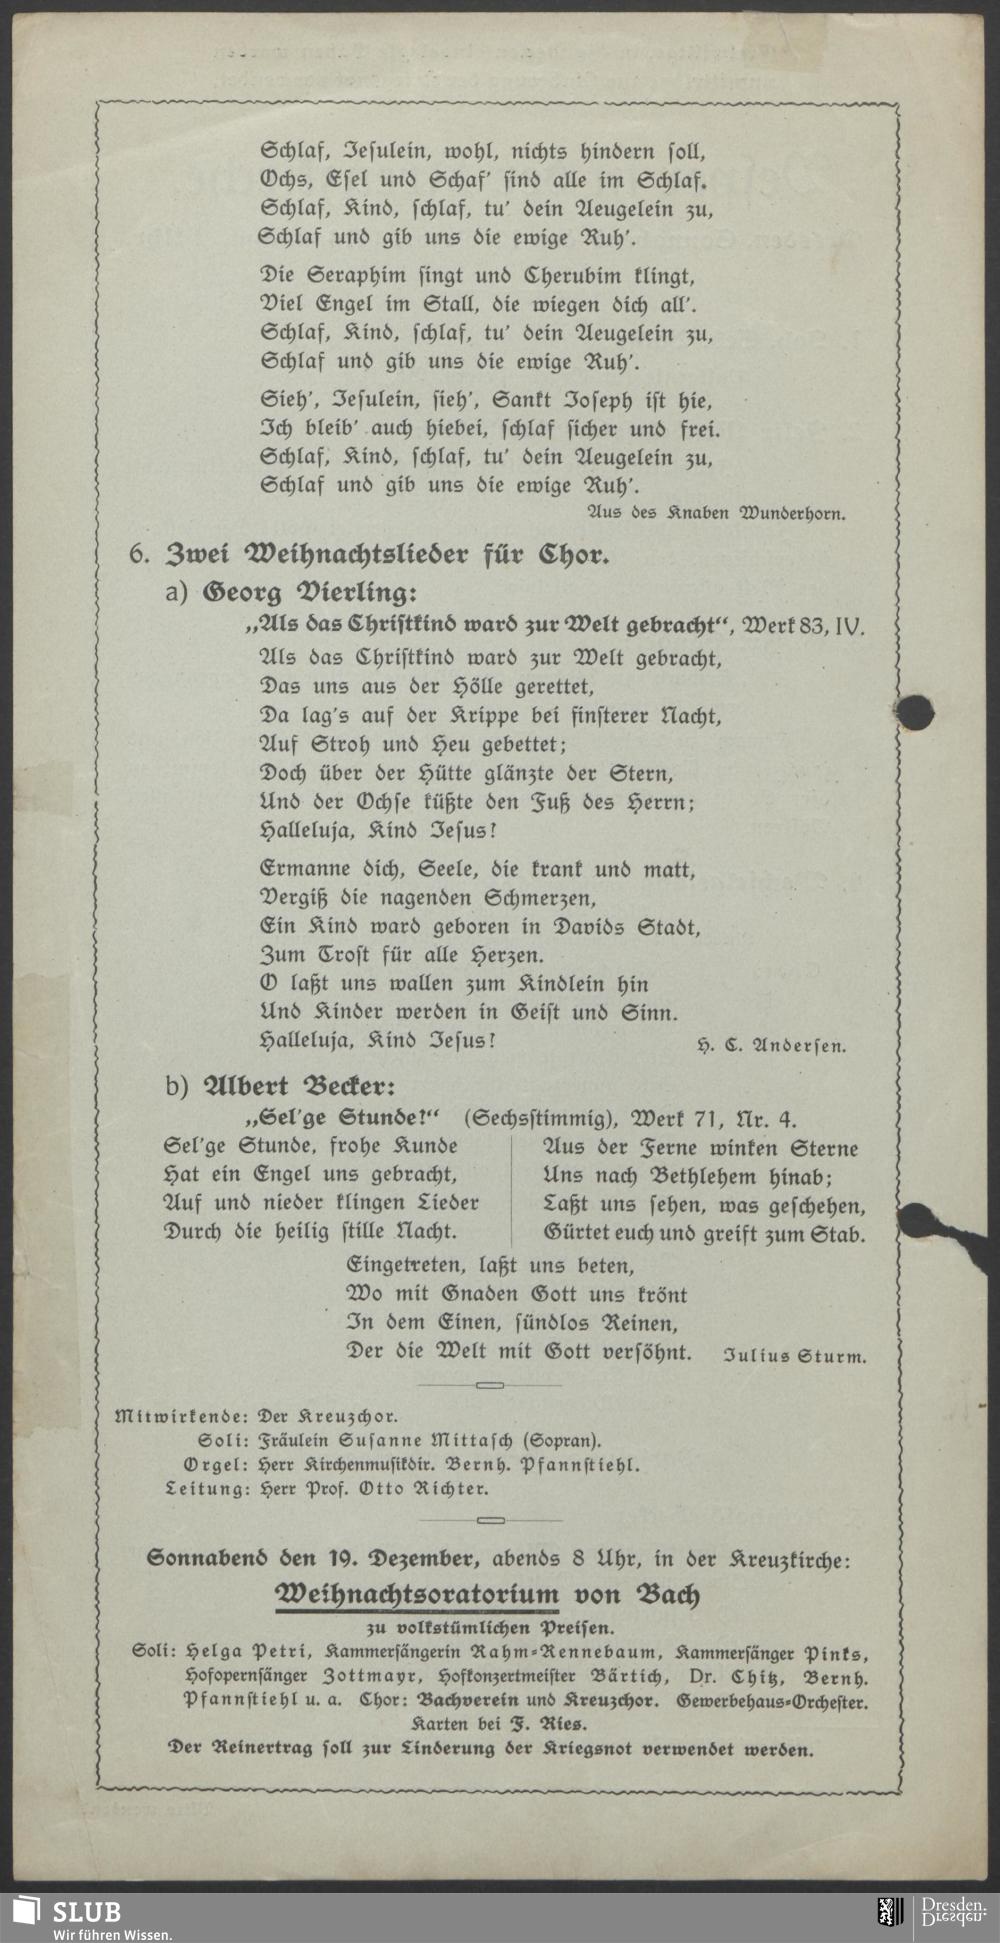 Schlaf, Jesulein, wohl, nichts hindern soll,
Ochs, Esel und Schaf' sind alle im Schlaf.
Schlaf, Kind, schlaf, tu' dein Aeugelein zu,
Schlaf und gib uns die ewige Ruh'.
Die Seraphim singt und Cherubim klingt,
Viel Engel im Stall, die wiegen dich all'.
Schlaf, Kind, schlaf, tu' dein Aeugelein zu,
Schlaf und gib uns die ewige Ruh'.
Sieh', Jesulein, sieh', Sankt Joseph ist hie,
Ich bleib' auch hiebei, schlaf sicher und frei.
Schlaf, Kind, schlaf, tu' dein Aeugelein zu,
Schlaf und gib uns die ewige Ruh'.
Aus des Knaben Wunderhorn.
6. Zwei Weihnachtslieder für Chor.
a) Georg Vierling:
„Als das Christkind ward zur Welt gebracht“, Werk 83, IV.
Als das Christkind ward zur Welt gebracht,
Das uns aus der Hölle gerettet,
Da lag's auf der Krippe bei finsterer Nacht,
Auf Stroh und Heu gebettet;
Doch über der Hütte glänzte der Stern,
Und der Ochse küßte den Fuß des Herrn;
Halleluja, Kind Jesus!
Ermanne dich, Seele, die krank und matt,
Vergiß die nagenden Schmerzen,
Ein Kind ward geboren in Davids Stadt,
Zum Trost für alle Herzen.
O laßt uns wallen zum Kindlein hin
Und Kinder werden in Geist und Sinn.
Halleluja, Kind Jesus!
H. C. Andersen.
b) Albert Becker:
„Sel'ge Stunde!“ (Sechsstimmig), Werk 71, Nr. 4.
Sel'ge Stunde, frohe Kunde
Hat ein Engel uns gebracht,
Auf und nieder klingen Lieder
Durch die heilig stille Nacht.
Aus der Ferne winken Sterne
Uns nach Bethlehem hinab;
Laßt uns sehen, was geschehen,
Gürtet euch und greift zum Stab.
Eingetreten, laßt uns beten,
Wo mit Gnaden Gott uns krönt
In dem Einen, sündlos Reinen,
Der die Welt mit Gott versöhnt.
Julius Sturm.
Mitwirkende: Der Kreuzchor.
Soli: Fräulein Susanne Mittasch (Sopran).
Orgel: Herr Kirchenmusikdir. Bernh. Pfannstiehl.
Leitung: Herr Prof. Otto Richter.
Sonnabend den 19. Dezember, abends 8 Uhr, in der Kreuzkirche:
Weihnachtsoratorium von Bach
zu volkstümlichen Preisen.
Soli: Helga Petri, Kammersängerin Rahm-Rennebaum, Kammersänger Pinks,
Hofopernsänger Zottmayr, Hofkonzertmeister Bärtich, Dr. Chitz, Bernh.
Pfannstiehl u. a. Chor: Bachverein und Kreuzchor. Gewerbehaus-Orchester.
Karten bei F. Ries.
Der Reinertrag soll zur Linderung der Kriegsnot verwendet werden.
SLUB
Wir führen Wissen.
Dresden.
Dresden.